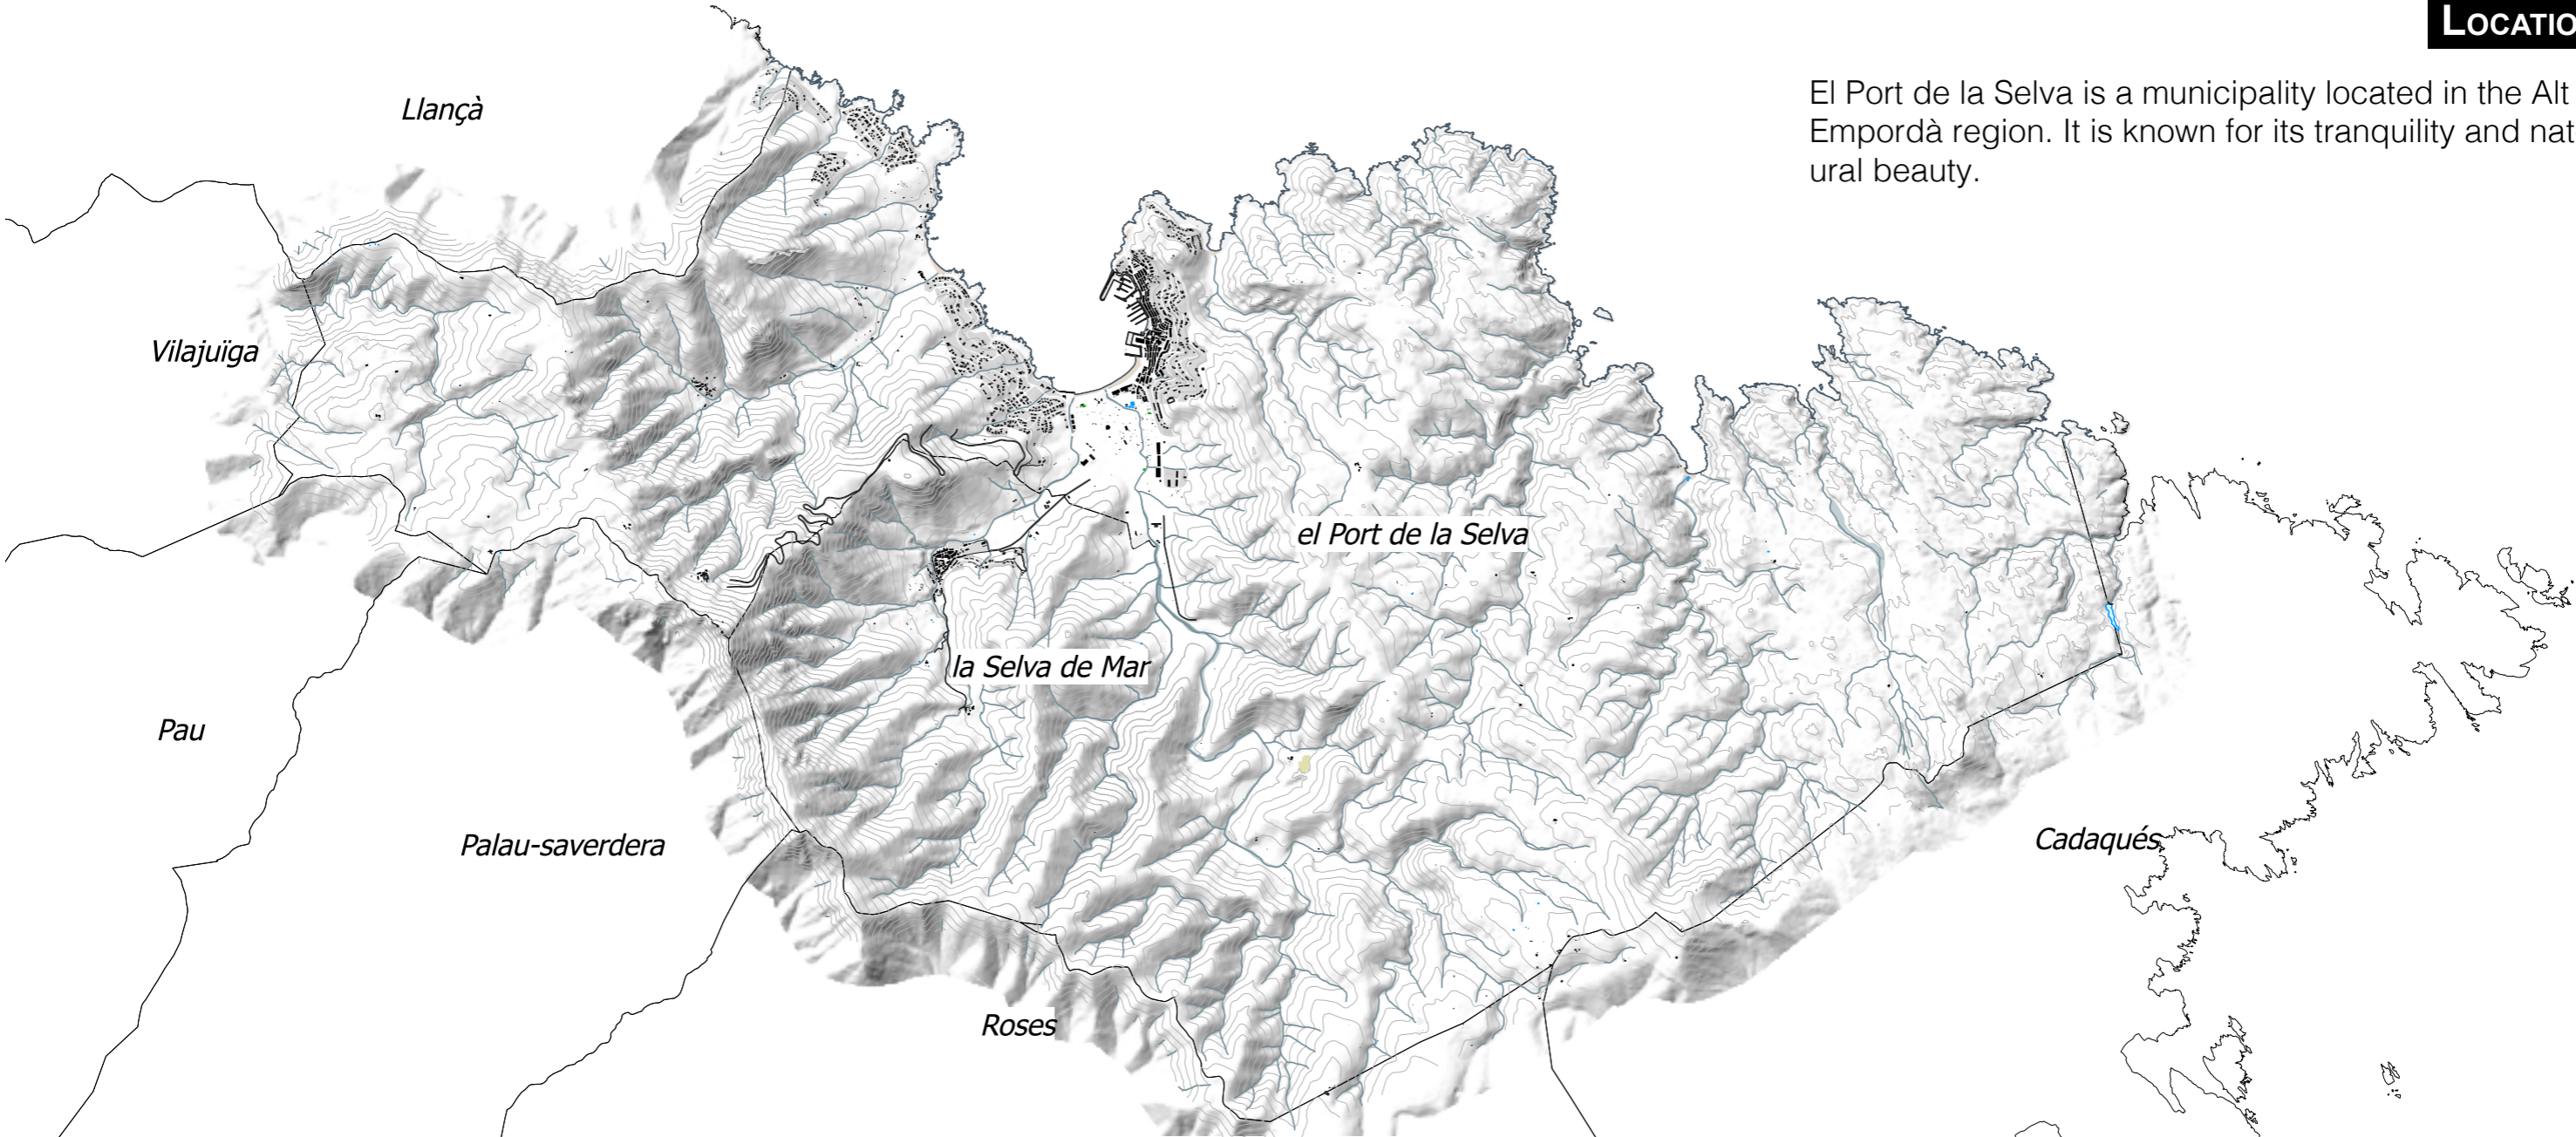 LOCATIO
El Port de la Selva is a municipality located in the Alt
Empordà region. It is known for its tranquility and nat
ural beauty.
Llançà
Vilajuïga
el Port de la Selva
la Selva de Mar
Pau
Palau-saverdera
Cadaqués
Roses